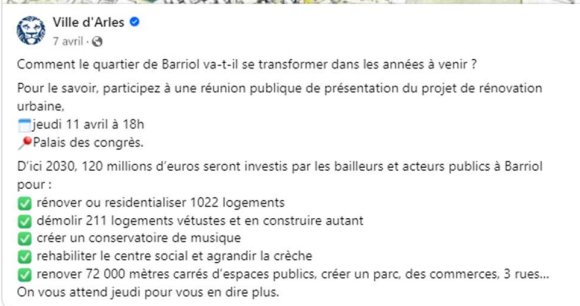 Ville d'Arles
7 avril ·
Comment le quartier de Barriol va-t-il se transformer dans les années à venir ?
Pour le savoir, participez à une réunion publique de présentation du projet de rénovation
urbaine,
jeudi 11 avril à 18h
Palais des congrès.
D'ici 2030, 120 millions d'euros seront investis par les bailleurs et acteurs publics à Barriol
pour :
✅ rénover ou residentialiser 1022 logements
✅ démolir 211 logements vétustes et en construire autant
✅ créer un conservatoire de musique
✅ rehabiliter le centre social et agrandir la crèche
✅ renover 72 000 mètres carrés d'espaces publics, créer un parc, des commerces, 3 rues...
On vous attend jeudi pour vous en dire plus.